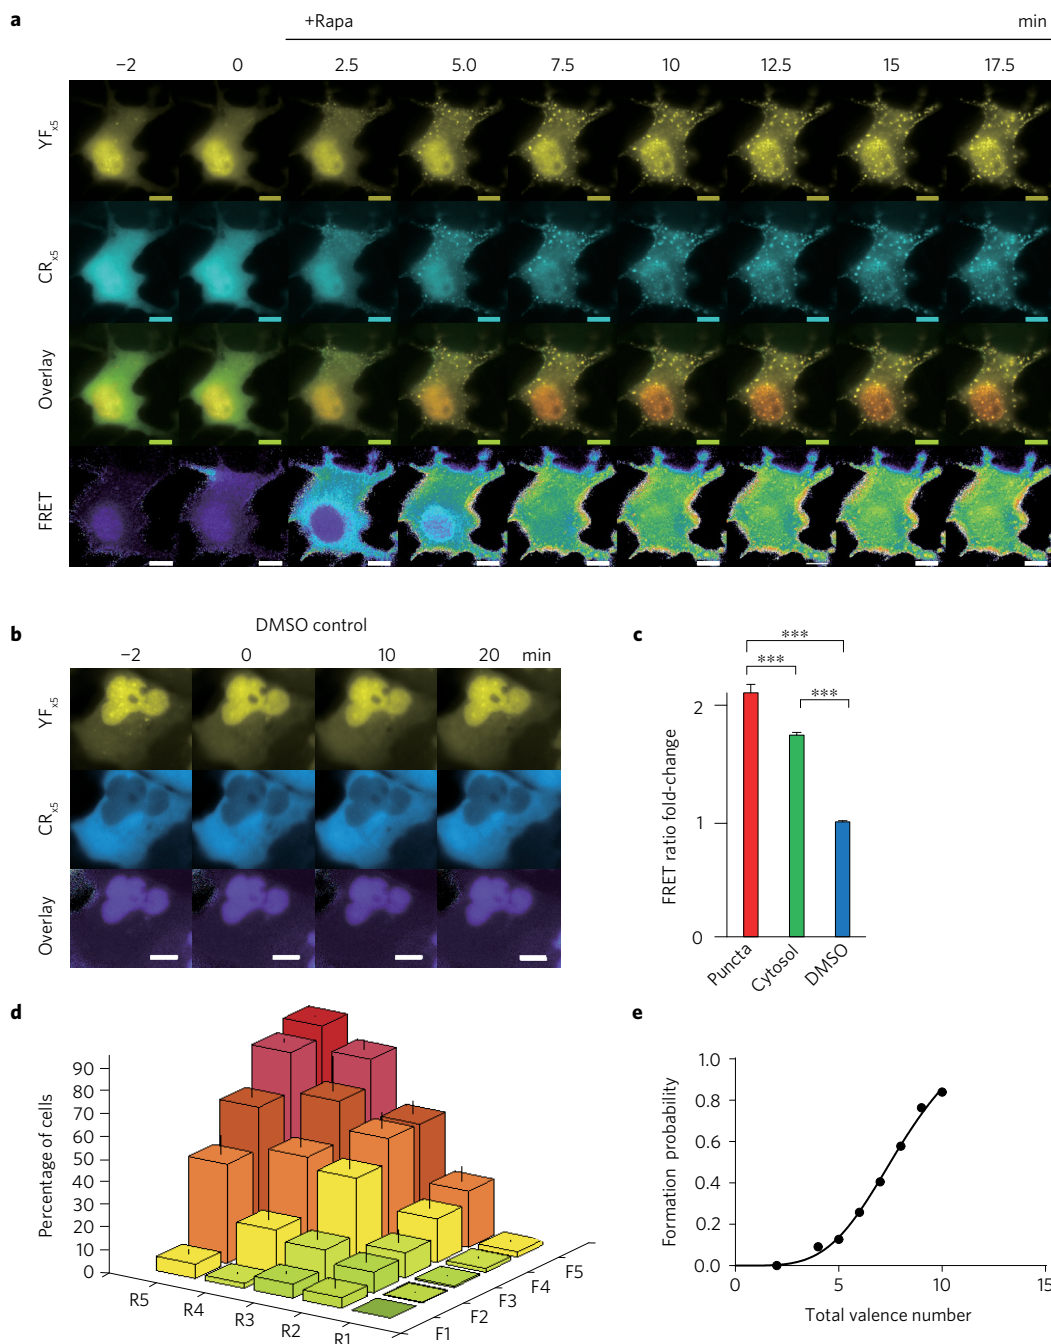 a
+Rapa min
−2 0 2.5 5.0 7.5 10 12.5 15 17.5
YFx5
CRx5
Overlay
FRET
b
DMSO control
−2 0 10 20 min
YFx5
CRx5
Overlay
c
***
***
***
2
1
0
FRET ratio fold-change
Puncta
Cytosol
DMSO
d
90
80
70
60
50
40
30
20
10
0
Percentage of cells
R5
R4
R3
R2
R1
F1
F2
F3
F4
F5
e
1.0
0.8
0.6
0.4
0.2
0.0
Formation probability
0 5 10 15
Total valence number